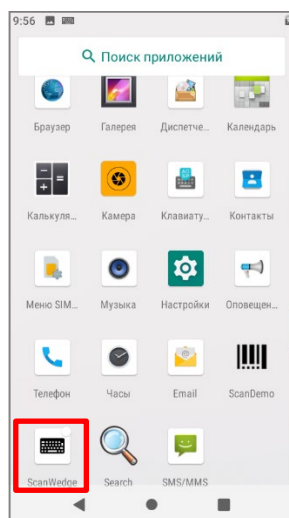 9:56
Поиск приложений
Браузер Галерея Диспетче... Календарь
Калькуля... Камера Клавиату... Контакты
Меню SIM... Музыка Настройки Оповещен...
Телефон Часы Email ScanDemo
ScanWedge Search SMS/MMS